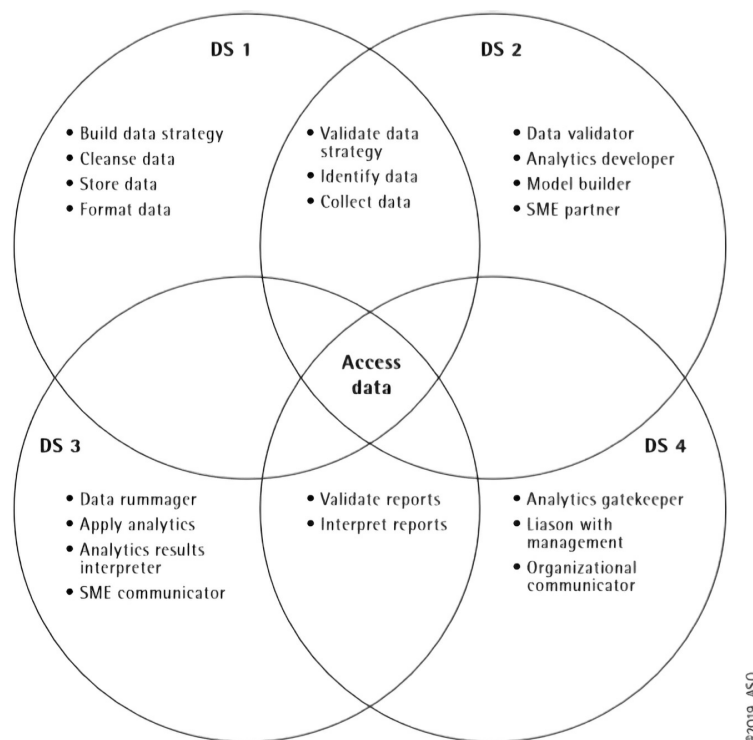 DS 1
DS 2
• Build data strategy
• Cleanse data
• Store data
• Format data
• Validate data
strategy
• Identify data
• Collect data
• Data validator
• Analytics developer
• Model builder
• SME partner
Access
data
DS 3
DS 4
• Data rummager
• Apply analytics
• Analytics results
interpreter
• SME communicator
• Validate reports
• Interpret reports
• Analytics gatekeeper
• Liason with
management
• Organizational
communicator
©2019, ASQ